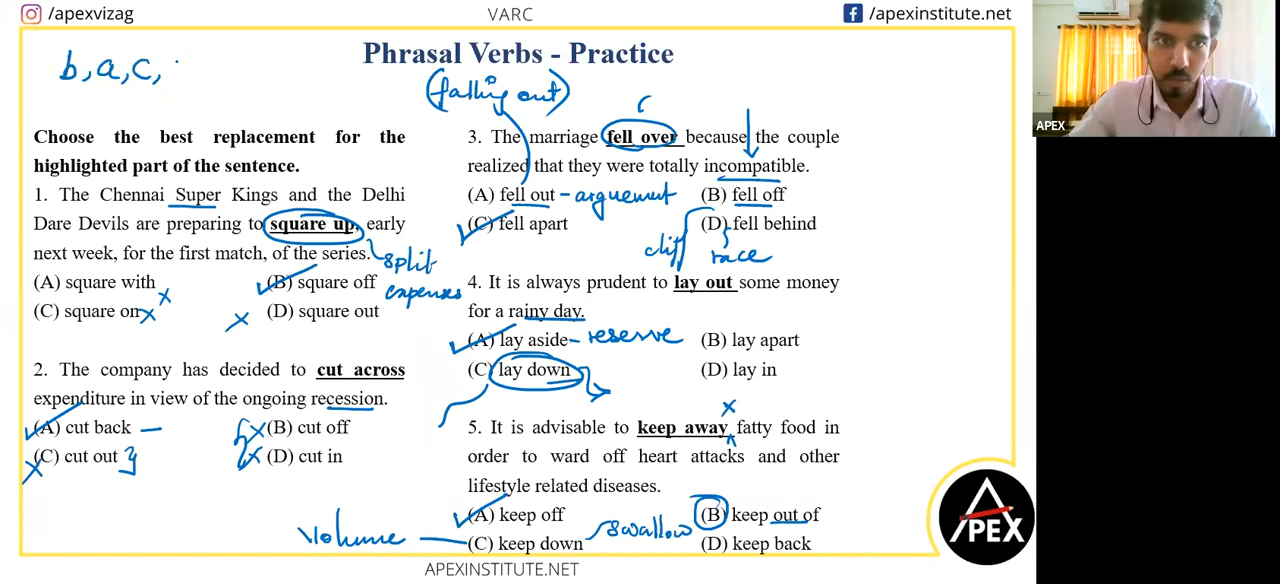 /apexvizag
VARC
/apexinstitute.net
Phrasal Verbs - Practice
b, a, c,
(falling out)
Choose the best replacement for the
highlighted part of the sentence.
1. The Chennai Super Kings and the Delhi
Dare Devils are preparing to square up, early
next week, for the first match, of the series.
split
expenses
(A) square with
(B) square off
(C) square on x
x (D) square out
2. The company has decided to cut across
expenditure in view of the ongoing recession.
(A) cut back
x (B) cut off
x (C) cut out
x (D) cut in
3. The marriage fell over because the couple
realized that they were totally incompatible.
(A) fell out - arguement
(B) fell off
(C) fell apart
(D) fell behind
cliff
race
4. It is always prudent to lay out some money
for a rainy day.
(A) lay aside - reserve
(B) lay apart
(C) lay down
(D) lay in
x
5. It is advisable to keep away fatty food in
order to ward off heart attacks and other
lifestyle related diseases.
(A) keep off
(B) keep out of
volume
(C) keep down
swallow
(D) keep back
APEX
APEX
APEXINSTITUTE.NET